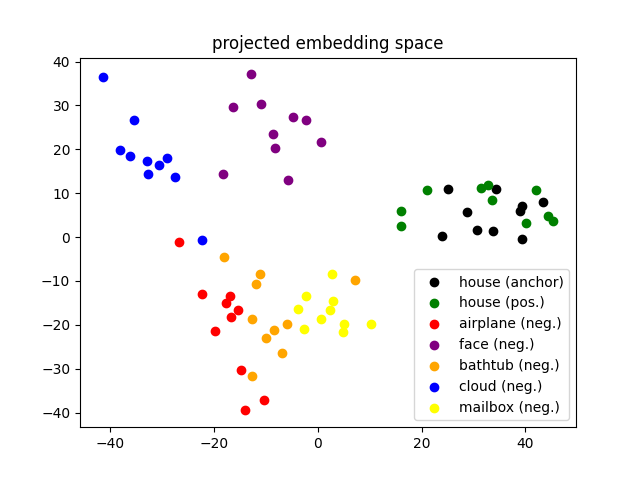 projected embedding space
40
30
20
10
0
−10
−20
−30
−40
−40
−20
0
20
40
house (anchor)
house (pos.)
airplane (neg.)
face (neg.)
bathtub (neg.)
cloud (neg.)
mailbox (neg.)